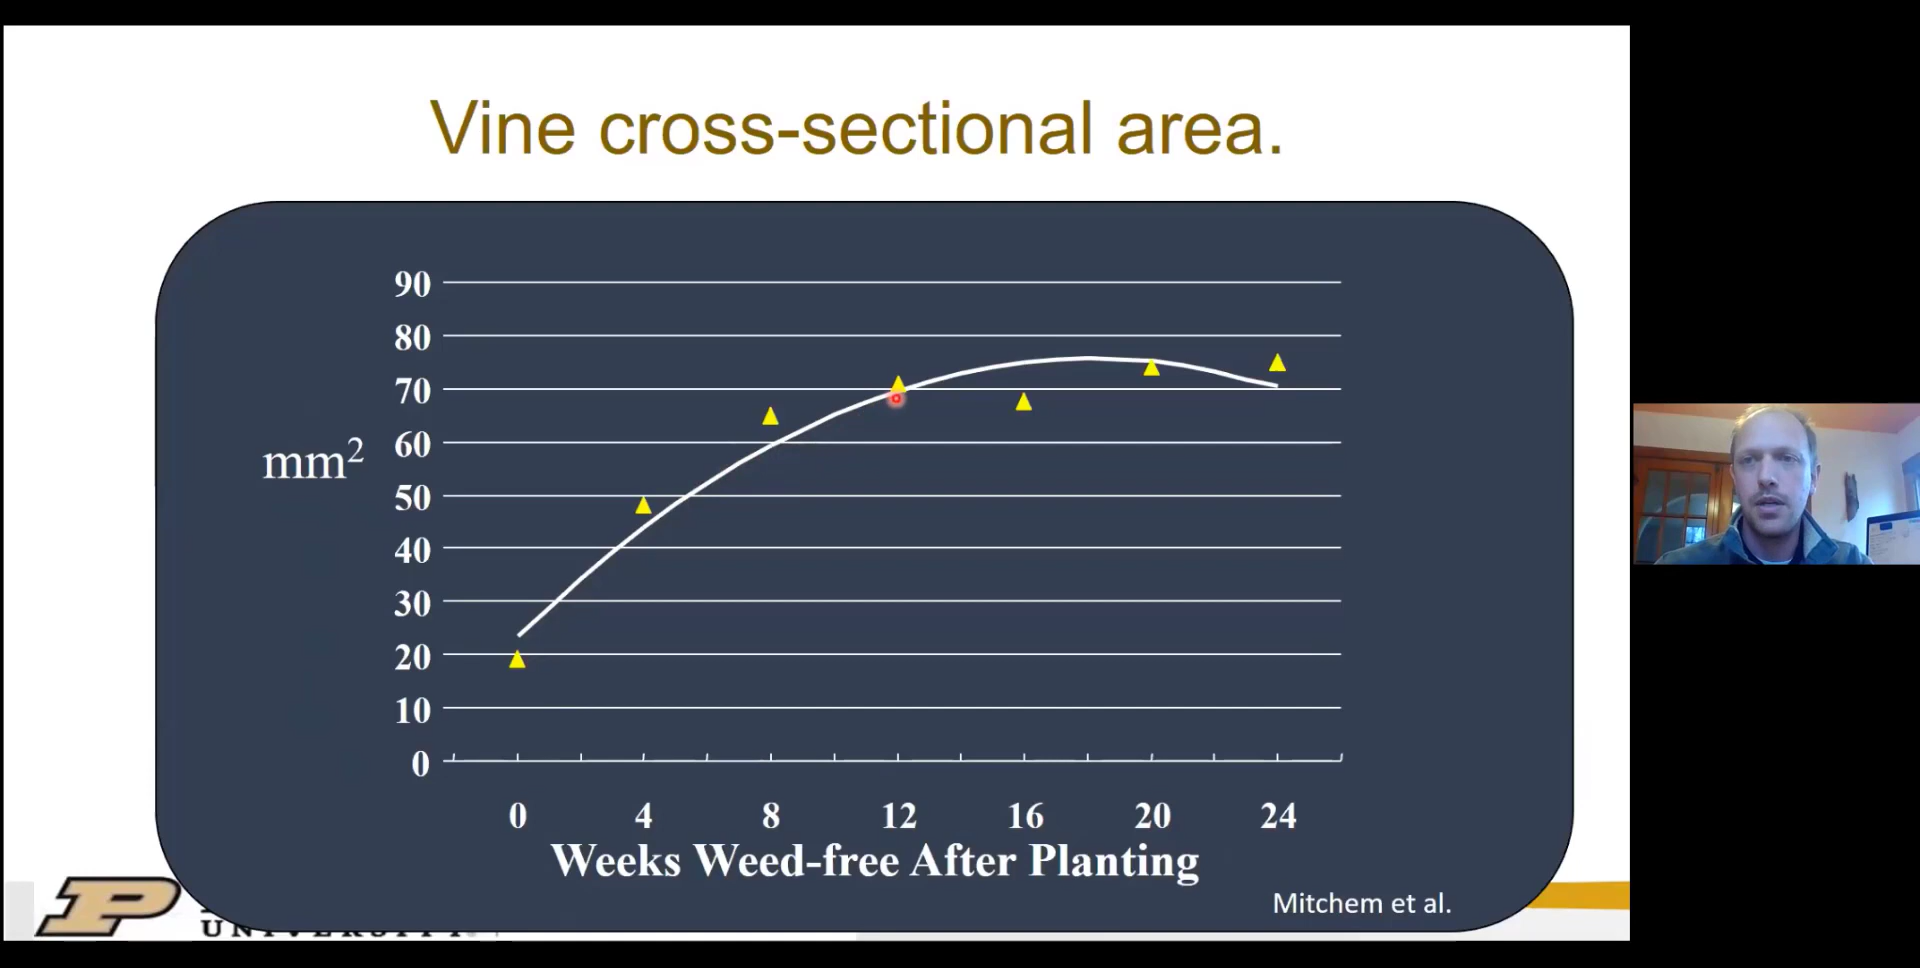 Vine cross-sectional area.
90
80
70
mm²
60
50
40
30
20
10
0
0 4 8 12 16 20 24
Weeks Weed-free After Planting
Mitchem et al.
P